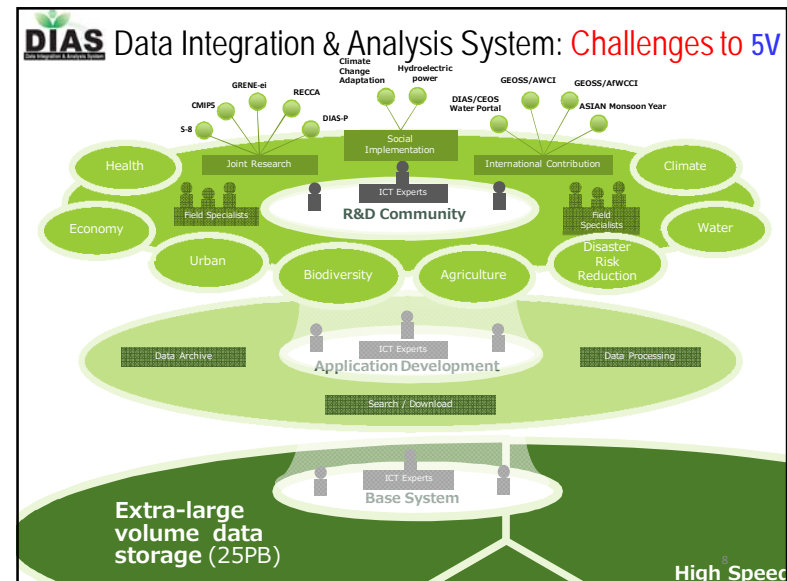 DIAS Data Integration & Analysis System: Challenges to 5V
Data Integration & Analysis System
Climate
Change
Adaptation
Hydroelectric
power
GRENE-ei
RECCA
CMIP5
S-8
DIAS-P
GEOSS/AWCI
GEOSS/AfWCCI
DIAS/CEOS
Water Portal
ASIAN Monsoon Year
Social
Implementation
Joint Research
International Contribution
Health
Climate
ICT Experts
R&D Community
Field Specialists
Field
Specialists
Economy
Water
Urban
Biodiversity
Agriculture
Disaster
Risk
Reduction
ICT Experts
Application Development
Data Archive
Data Processing
Search / Download
ICT Experts
Base System
Extra-large
volume data
storage (25PB)
8
High Speed